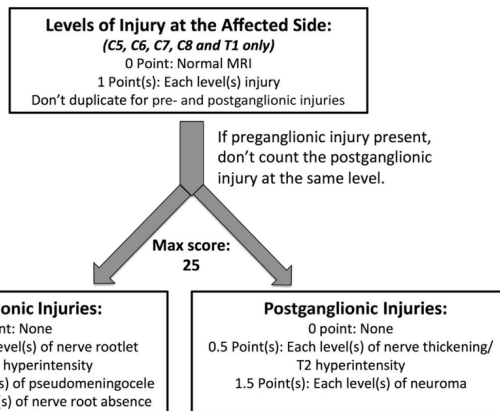 Levels of Injury at the Affected Side:
(C5, C6, C7, C8 and T1 only)
0 Point: Normal MRI
1 Point(s): Each level(s) injury
Don't duplicate for pre- and postganglionic injuries
If preganglionic injury present,
don't count the postganglionic
injury at the same level.
Max score:
25
onic Injuries:
nt: None
evel(s) of nerve rootlet
hyperintensity
s) of pseudomeningocele
(s) of nerve root absence
Postganglionic Injuries:
0 point: None
0.5 Point(s): Each level(s) of nerve thickening/
T2 hyperintensity
1.5 Point(s): Each level(s) of neuroma